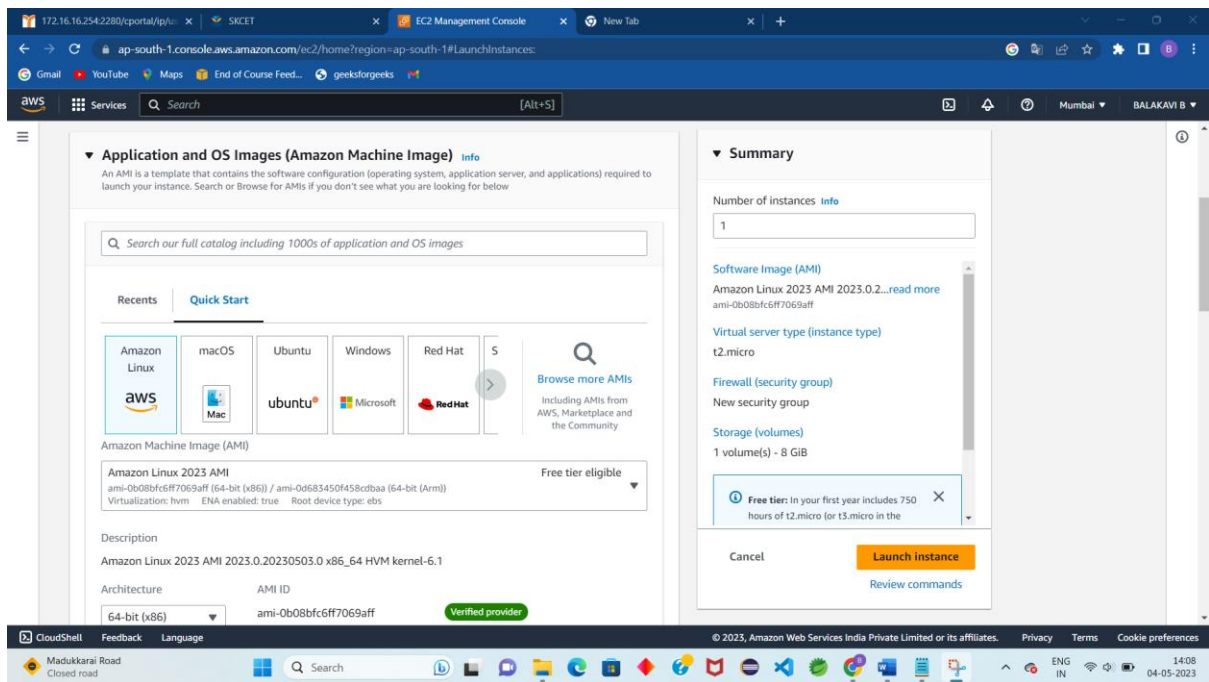 172.16.16.254:2280/cportal/ip/u
SKCET
EC2 Management Console
New Tab
ap-south-1.console.aws.amazon.com/ec2/home?region=ap-south-1#LaunchInstances:
B
Gmail
YouTube
Maps
End of Course Feed...
geeksforgeeks
aws
Services
Search
[Alt+S]
Mumbai
BALAKAVI B
Application and OS Images (Amazon Machine Image) Info
An AMI is a template that contains the software configuration (operating system, application server, and applications) required to
launch your instance. Search or Browse for AMIs if you don't see what you are looking for below
Search our full catalog including 1000s of application and OS images
Recents
Quick Start
Amazon
Linux
aws
macOS
Mac
Ubuntu
ubuntu
Windows
Microsoft
Red Hat
Red Hat
S
Browse more AMIs
Including AMIs from
AWS, Marketplace and
the Community
Amazon Machine Image (AMI)
Amazon Linux 2023 AMI
Free tier eligible
ami-0b08bfc6ff7069aff (64-bit (x86)) / ami-0d683450f458cdbaa (64-bit (Arm))
Virtualization: hvm ENA enabled: true Root device type: ebs
Description
Amazon Linux 2023 AMI 2023.0.20230503.0 x86_64 HVM kernel-6.1
Architecture
AMI ID
64-bit (x86)
ami-0b08bfc6ff7069aff
Verified provider
Summary
Number of instances Info
1
Software Image (AMI)
Amazon Linux 2023 AMI 2023.0.2...read more
ami-0b08bfc6ff7069aff
Virtual server type (instance type)
t2.micro
Firewall (security group)
New security group
Storage (volumes)
1 volume(s) - 8 GiB
Free tier: In your first year includes 750
hours of t2.micro (or t3.micro in the
Cancel
Launch instance
Review commands
CloudShell
Feedback
Language
© 2023, Amazon Web Services India Private Limited or its affiliates.
Privacy
Terms
Cookie preferences
Madukkarai Road
Closed road
Search
ENG
IN
14:08
04-05-2023